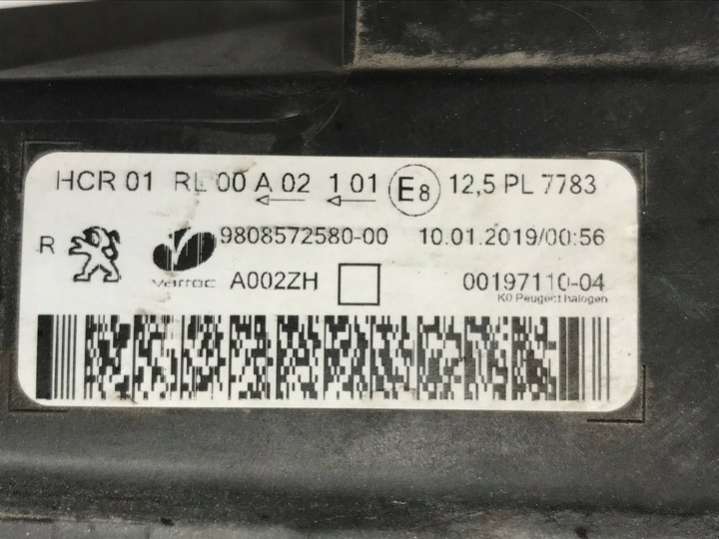 HCR 01 RL 00 A 02 1 01 E8 12,5 PL 7783
R varroc 9808572580-00 10.01.2019/00:56
A002ZH 00197110-04
K0 Peugeot halogen